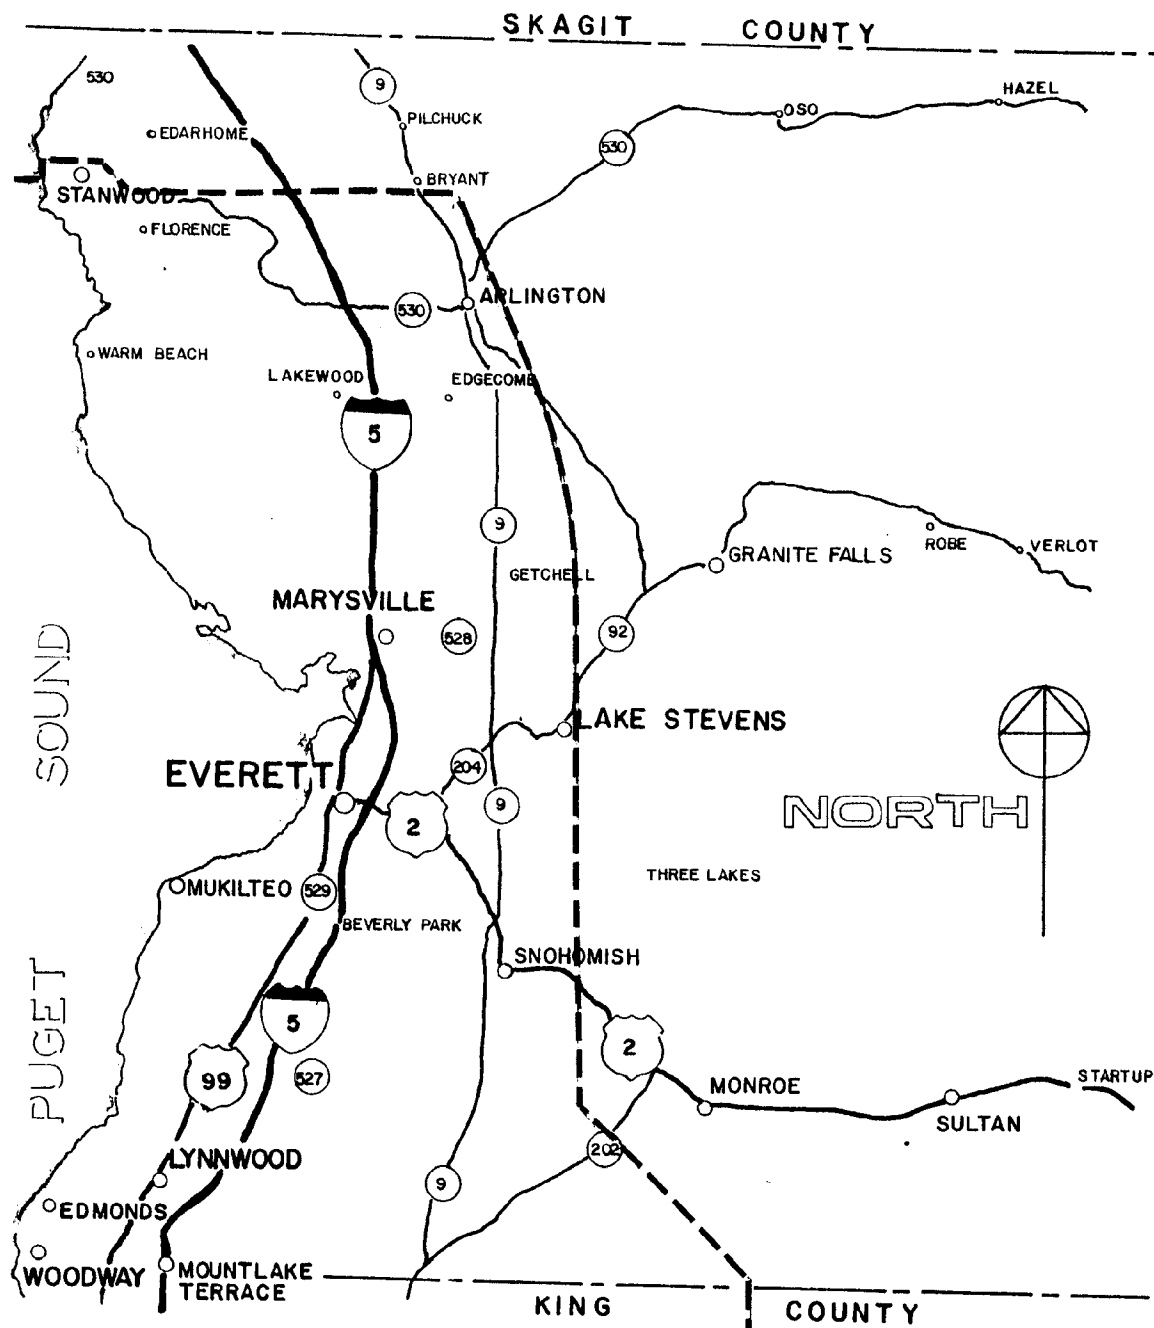 SKAGIT COUNTY
530
9
HAZEL
OSO
PILCHUCK
EDARHOME
530
BRYANT
STANWOOD
FLORENCE
ARLINGTON
530
WARM BEACH
LAKEWOOD
EDGECOMB
5
9
GRANITE FALLS
ROBE
VERLOT
GETCHELL
MARYSVILLE
528
92
SOUND
LAKE STEVENS
204
EVERETT
9
2
NORTH
THREE LAKES
MUKILTEO
529
BEVERLY PARK
SNOHOMISH
PUGET
5
2
99
527
MONROE
STARTUP
SULTAN
202
LYNNWOOD
9
EDMONDS
WOODWAY
MOUNTLAKE
TERRACE
KING COUNTY